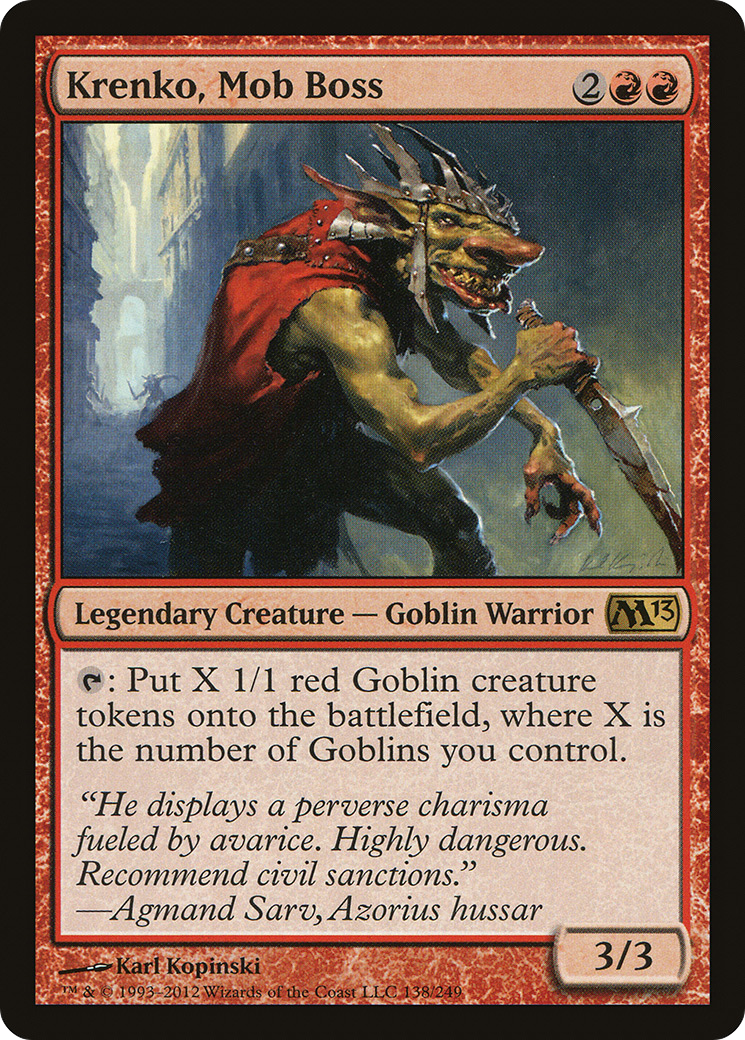 Krenko, Mob Boss
2
Legendary Creature — Goblin Warrior
M13
: Put X 1/1 red Goblin creature
tokens onto the battlefield, where X is
the number of Goblins you control.
“He displays a perverse charisma
fueled by avarice. Highly dangerous.
Recommend civil sanctions.”
—Agmand Sarv, Azorius hussar
3/3
Karl Kopinski
™ & © 1993–2012 Wizards of the Coast LLC 138/249